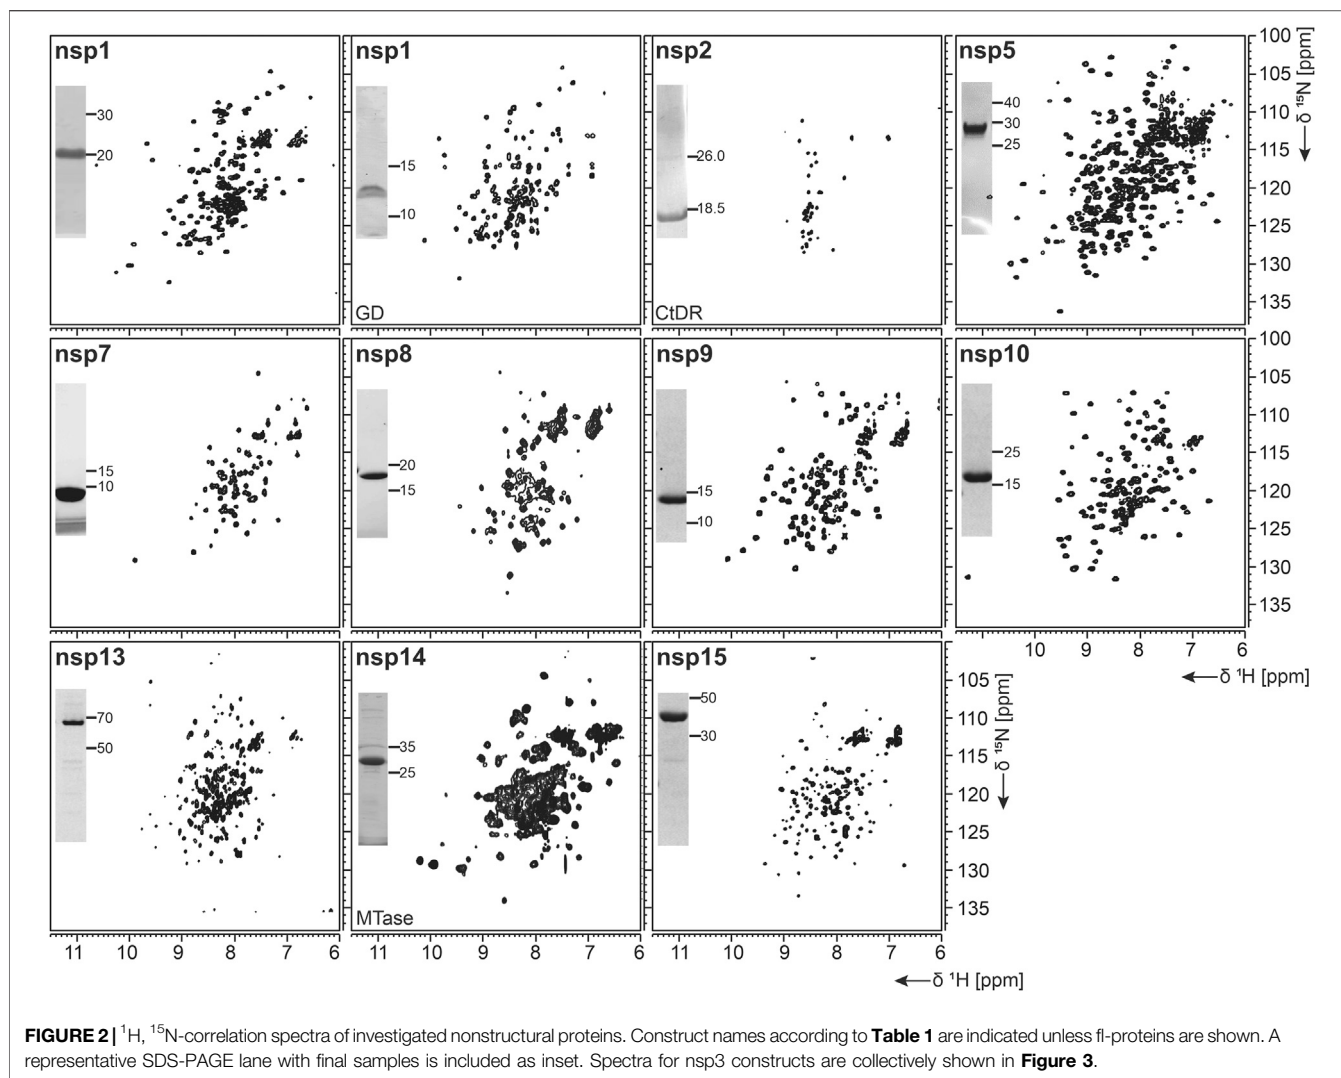 nsp1
30
20
nsp1
15
10
GD
nsp2
26.0
18.5
CtDR
nsp5
40
30
25
100
105
110
115
120
125
130
135
δ ¹⁵N [ppm]
nsp7
15
10
nsp8
20
15
nsp9
15
10
nsp10
25
15
100
105
110
115
120
125
130
135
10 9 8 7 6
δ ¹H [ppm]
nsp13
70
50
nsp14
35
25
MTase
nsp15
50
30
105
110
115
120
125
130
135
δ ¹⁵N [ppm]
11 10 9 8 7 6
11 10 9 8 7 6
11 10 9 8 7 6
δ ¹H [ppm]
FIGURE 2 | ¹H, ¹⁵N-correlation spectra of investigated nonstructural proteins. Construct names according to Table 1 are indicated unless fl-proteins are shown. A
representative SDS-PAGE lane with final samples is included as inset. Spectra for nsp3 constructs are collectively shown in Figure 3.